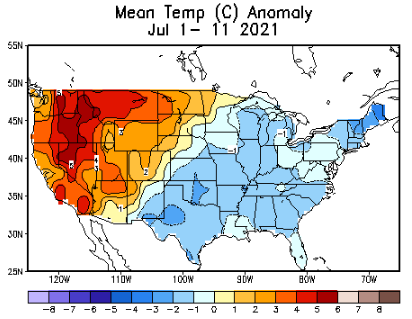 Mean Temp (C) Anomaly
Jul 1- 11 2021
55N
50N
45N
40N
35N
30N
25N
120W 110W 100W 90W 80W 70W
-8 -7 -6 -5 -4 -3 -2 -1 0 1 2 3 4 5 6 7 8